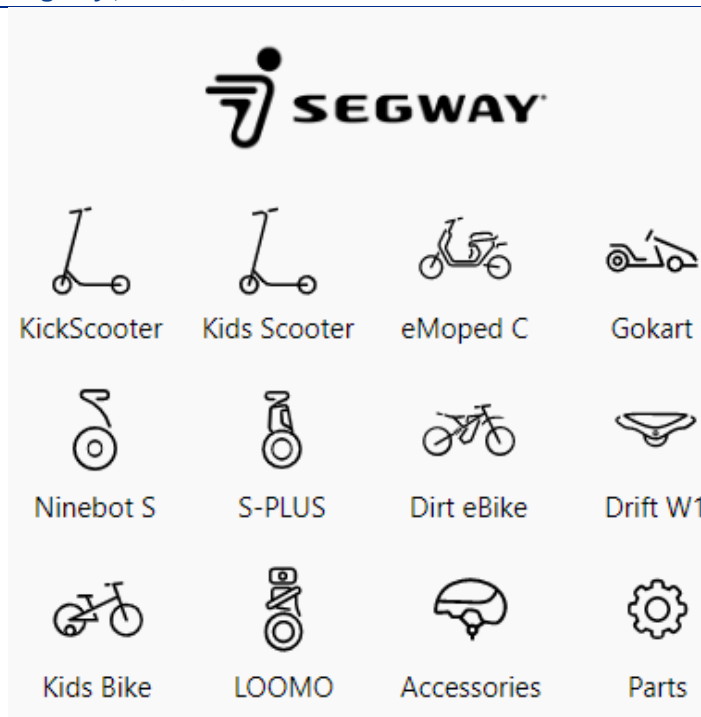 SEGWAY
KickScooter Kids Scooter eMoped C Gokart
Ninebot S S-PLUS Dirt eBike Drift W1
Kids Bike LOOMO Accessories Parts